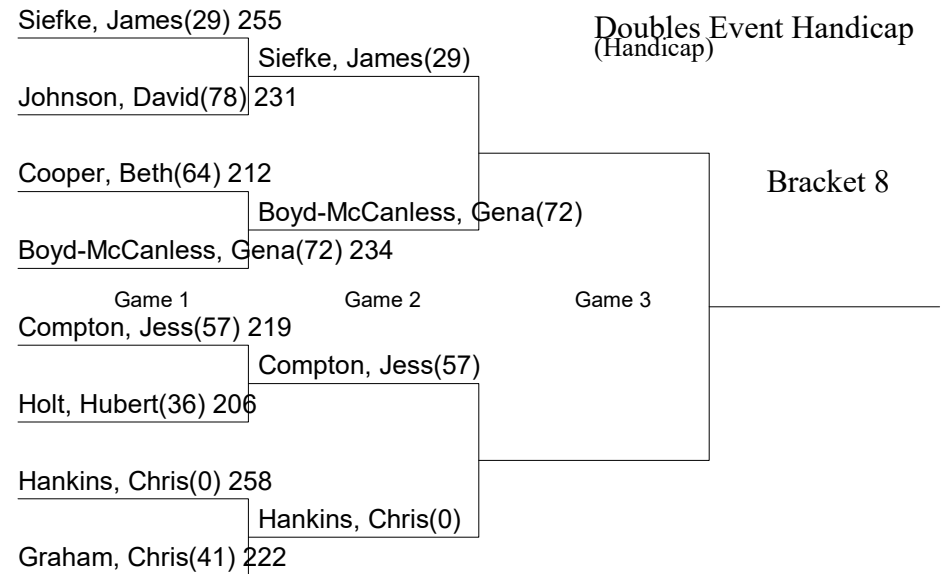 Siefke, James(29) 255
Doubles Event Handicap
(Handicap)
Siefke, James(29)
Johnson, David(78) 231
Cooper, Beth(64) 212
Bracket 8
Boyd-McCanless, Gena(72)
Boyd-McCanless, Gena(72) 234
Game 1 Game 2 Game 3
Compton, Jess(57) 219
Compton, Jess(57)
Holt, Hubert(36) 206
Hankins, Chris(0) 258
Hankins, Chris(0)
Graham, Chris(41) 222